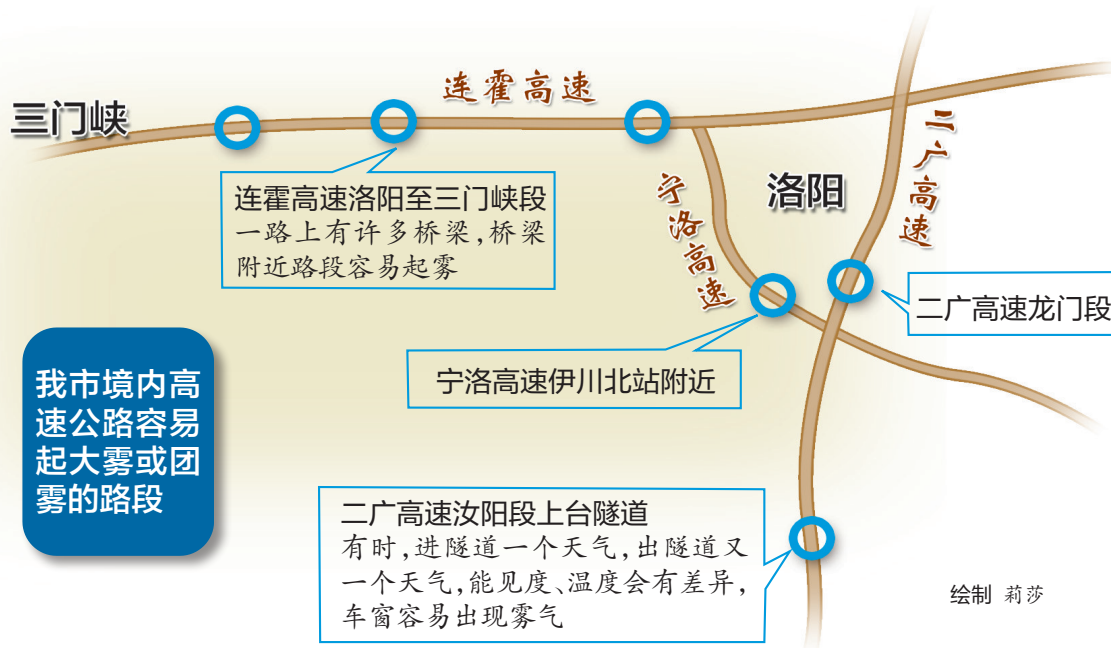 连霍高速
三门峡
二广高速
连霍高速洛阳至三门峡段
一路上有许多桥梁，桥梁
附近路段容易起雾
宁洛高速
洛阳
二广高速龙门段
宁洛高速伊川北站附近
我市境内高
速公路容易
起大雾或团
雾的路段
二广高速汝阳段上台隧道
有时，进隧道一个天气，出隧道又
一个天气，能见度、温度会有差异，
车窗容易出现雾气
绘制 莉莎